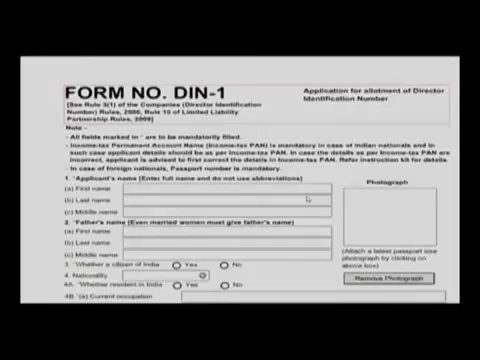 FORM NO. DIN-1
Application for allotment of Director
Identification Number
[See Rule 3(1) of the Companies (Director Identification
Number) Rules, 2006, Rule 10 of Limited Liability
Partnership Rules, 2009]
Note -
- All fields marked in * are to be mandatorily filled.
- Income-tax Permanent Account Name (Income-tax PAN) is mandatory in case of Indian nationals and in
such case applicant details should be as per Income-tax PAN. In case the details as per Income-tax PAN are
incorrect, applicant is advised to first correct the details in Income-tax PAN. Refer instruction kit for details.
- In case of foreign nationals, Passport number is mandatory.
1. *Applicant's name (Enter full name and do not use abbreviations)
Photograph
(a) First name
(b) Last name
(c) Middle name
2. *Father's name (Even married women must give father's name)
(a) First name
(b) Last name
(c) Middle name
(Attach a latest passport size
photograph by clicking on
above box)
3. *Whether a citizen of India Yes No
4. Nationality
Remove Photograph
4A. *Whether resident in India Yes No
4B. *(a) Current occupation